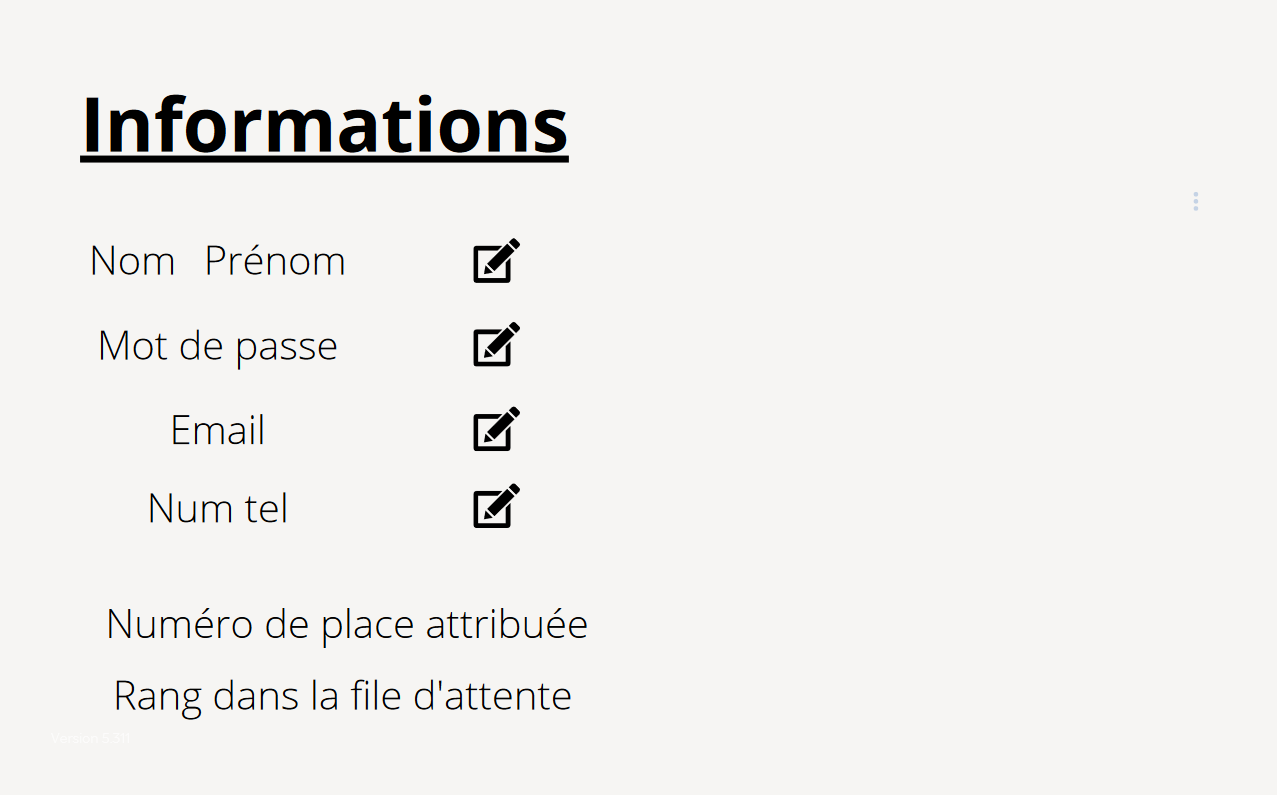 Informations
Nom Prénom
Mot de passe
Email
Num tel
Numéro de place attribuée
Rang dans la file d'attente